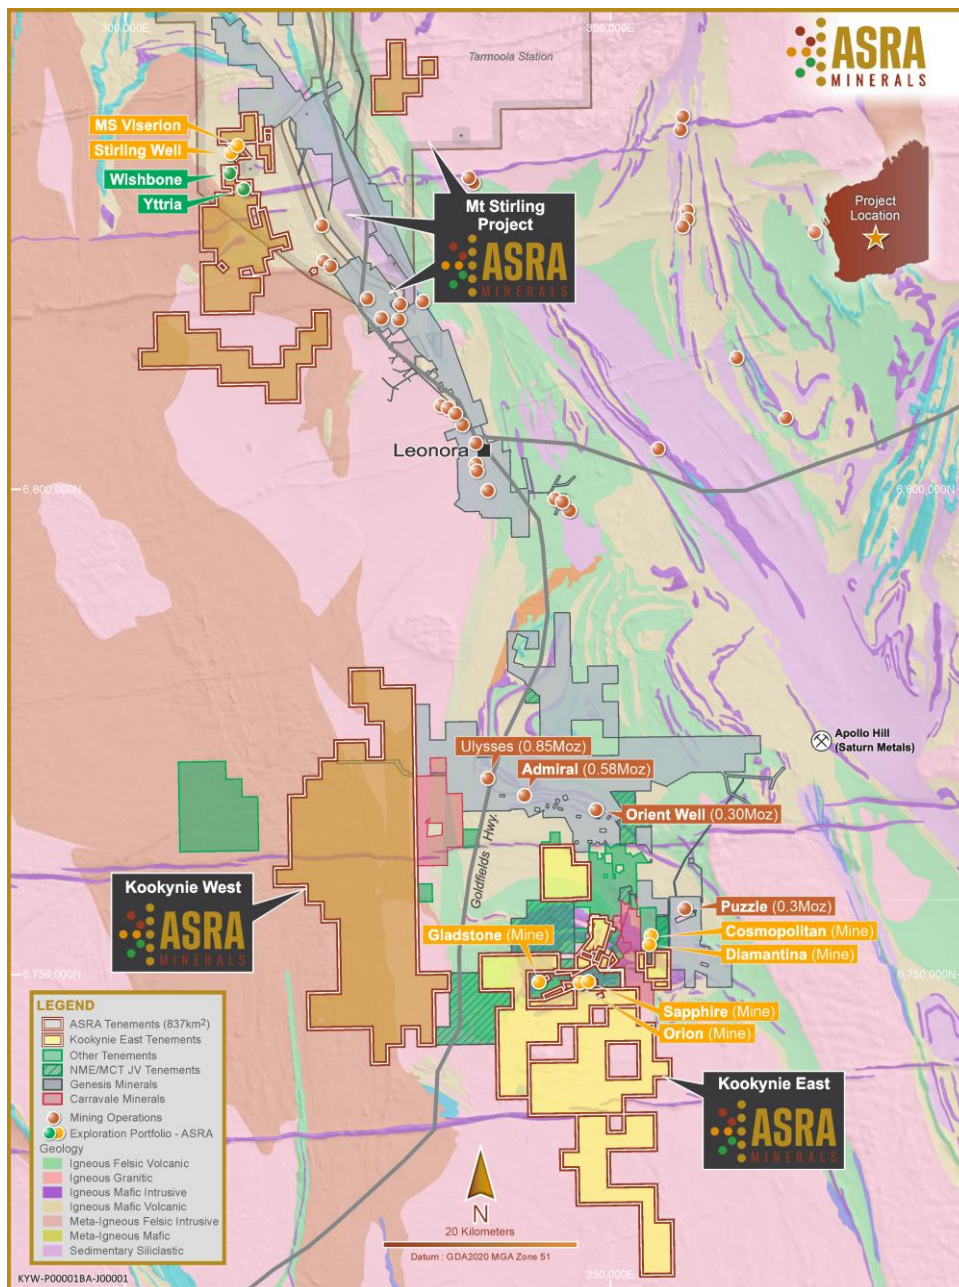 300,000E
350,000E
Tarmoola Station
ASRA
MINERALS
MS Viserion
Stirling Well
Wishbone
Yttria
Mt Stirling
Project
ASRA
MINERALS
Project
Location
Leonora
6,800,000N
6,800,000N
Apollo Hill
(Saturn Metals)
Ulysses (0.85Moz)
Admiral (0.58Moz)
Orient Well (0.30Moz)
Goldfields Hwy.
Kookynie West
ASRA
MINERALS
Puzzle (0.3Moz)
Gladstone (Mine)
Cosmopolitan (Mine)
Diamantina (Mine)
6,750,000N
6,750,000N
Sapphire (Mine)
Orion (Mine)
Kookynie East
ASRA
MINERALS
LEGEND
ASRA Tenements (837km²)
Kookynie East Tenements
Other Tenements
NME/MCT JV Tenements
Genesis Minerals
Carravale Minerals
Mining Operations
Exploration Portfolio - ASRA
Geology
Igneous Felsic Volcanic
Igneous Granitic
Igneous Mafic Intrusive
Igneous Mafic Volcanic
Meta-Igneous Felsic Intrusive
Meta-Igneous Mafic
Sedimentary Siliclastic
N
20 Kilometers
Datum : GDA2020 MGA Zone 51
KYW-P00001BA-J00001
350,000E